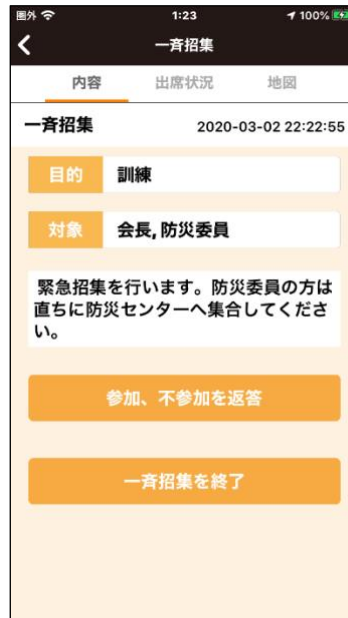 圏外 1:23 100%
一斉招集
内容 出席状況 地図
一斉招集 2020-03-02 22:22:55
目的 訓練
対象 会長, 防災委員
緊急招集を行います。防災委員の方は
直ちに防災センターへ集合してくださ
い。
参加、不参加を返答
一斉招集を終了